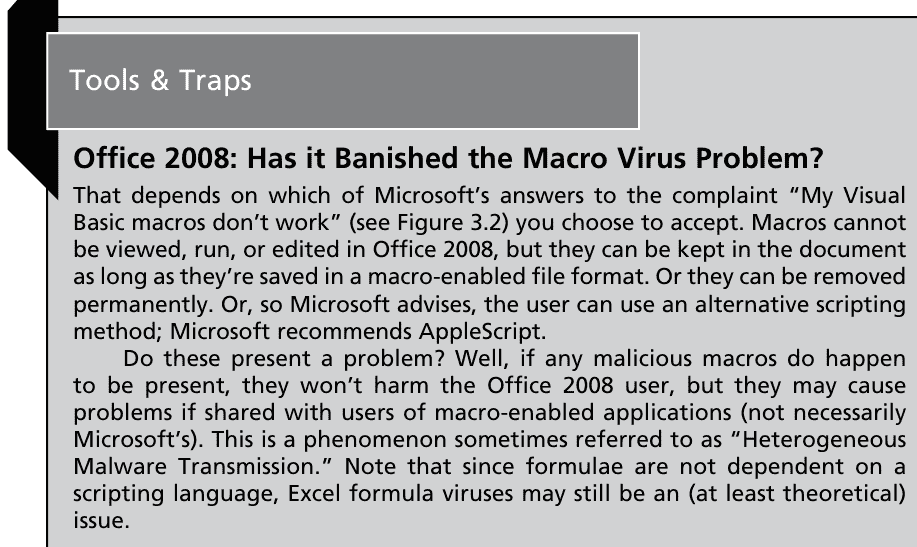 Tools & Traps
Office 2008: Has it Banished the Macro Virus Problem?
That depends on which of Microsoft’s answers to the complaint “My Visual
Basic macros don’t work” (see Figure 3.2) you choose to accept. Macros cannot
be viewed, run, or edited in Office 2008, but they can be kept in the document
as long as they’re saved in a macro-enabled file format. Or they can be removed
permanently. Or, so Microsoft advises, the user can use an alternative scripting
method; Microsoft recommends AppleScript.
Do these present a problem? Well, if any malicious macros do happen
to be present, they won’t harm the Office 2008 user, but they may cause
problems if shared with users of macro-enabled applications (not necessarily
Microsoft’s). This is a phenomenon sometimes referred to as “Heterogeneous
Malware Transmission.” Note that since formulae are not dependent on a
scripting language, Excel formula viruses may still be an (at least theoretical)
issue.